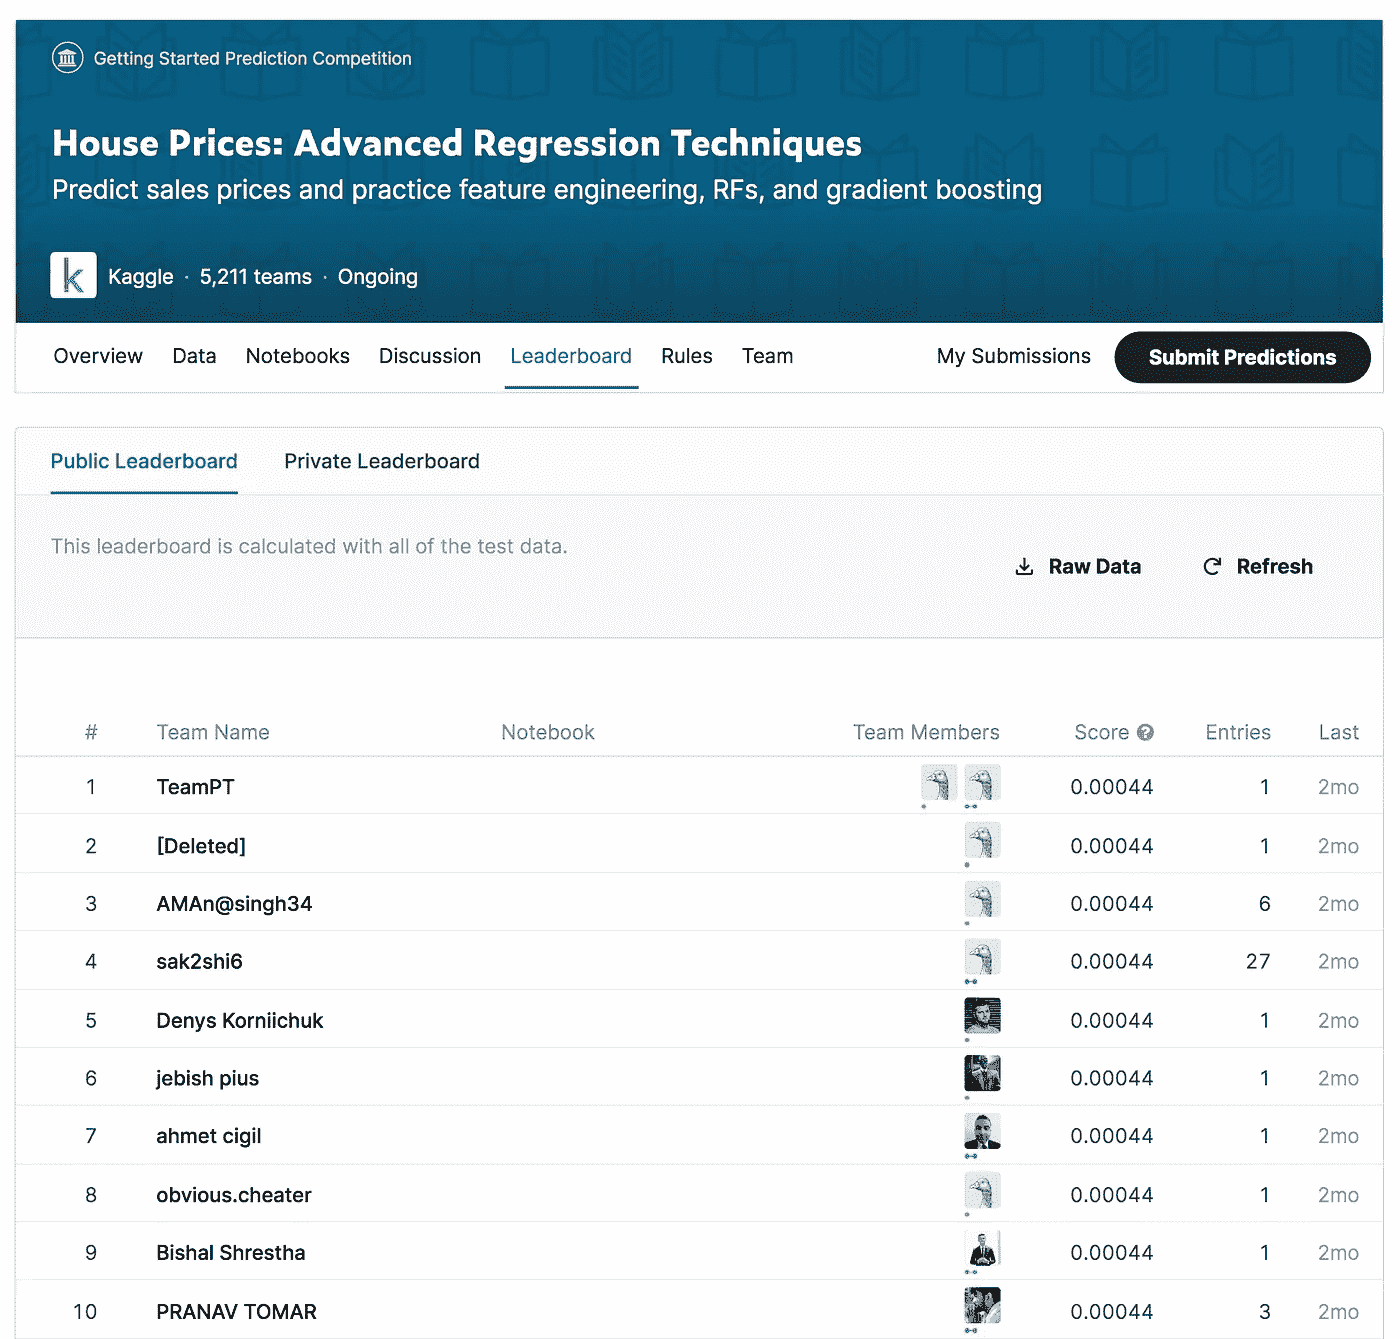 Getting Started Prediction Competition
House Prices: Advanced Regression Techniques
Predict sales prices and practice feature engineering, RFs, and gradient boosting
k
Kaggle · 5,211 teams · Ongoing
Overview Data Notebooks Discussion Leaderboard Rules Team My Submissions Submit Predictions
Public Leaderboard Private Leaderboard
This leaderboard is calculated with all of the test data.
Raw Data Refresh
# Team Name Notebook Team Members Score ? Entries Last
1 TeamPT 0.00044 1 2mo
2 [Deleted] 0.00044 1 2mo
3 AMAn@singh34 0.00044 6 2mo
4 sak2shi6 0.00044 27 2mo
5 Denys Korniichuk 0.00044 1 2mo
6 jebish pius 0.00044 1 2mo
7 ahmet cigil 0.00044 1 2mo
8 obvious.cheater 0.00044 1 2mo
9 Bishal Shrestha 0.00044 1 2mo
10 PRANAV TOMAR 0.00044 3 2mo